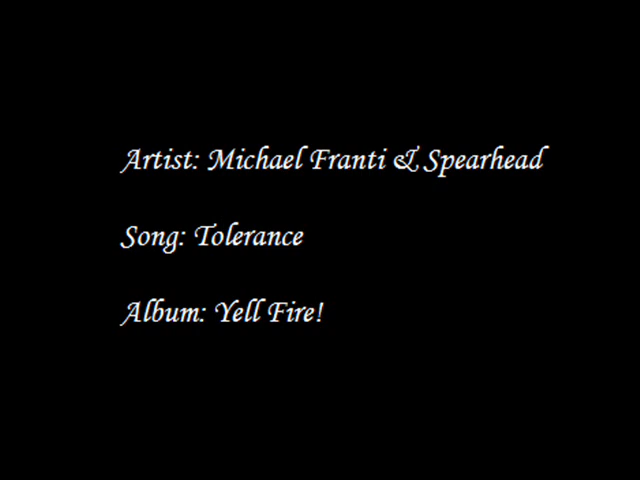 Artist: Michael Franti & Spearhead
Song: Tolerance
Album: Yell Fire!